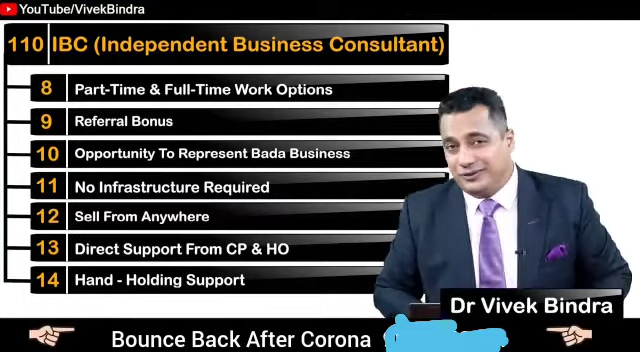 YouTube/VivekBindra
110 IBC (Independent Business Consultant)
8 Part-Time & Full-Time Work Options
9 Referral Bonus
10 Opportunity To Represent Bada Business
11 No Infrastructure Required
12 Sell From Anywhere
13 Direct Support From CP & HO
14 Hand - Holding Support
Dr Vivek Bindra
Bounce Back After Corona